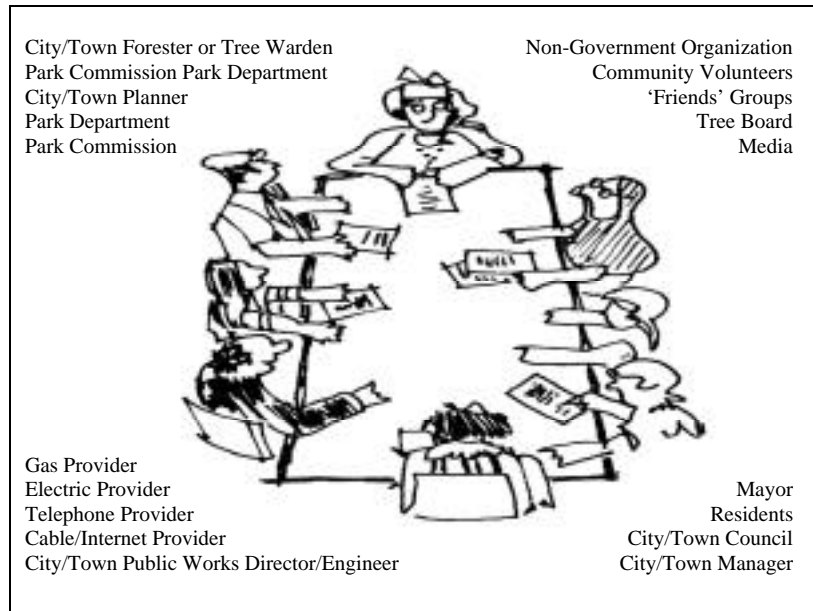 City/Town Forester or Tree Warden
Park Commission Park Department
City/Town Planner
Park Department
Park Commission
Non-Government Organization
Community Volunteers
‘Friends’ Groups
Tree Board
Media
Gas Provider
Electric Provider
Telephone Provider
Cable/Internet Provider
City/Town Public Works Director/Engineer
Mayor
Residents
City/Town Council
City/Town Manager